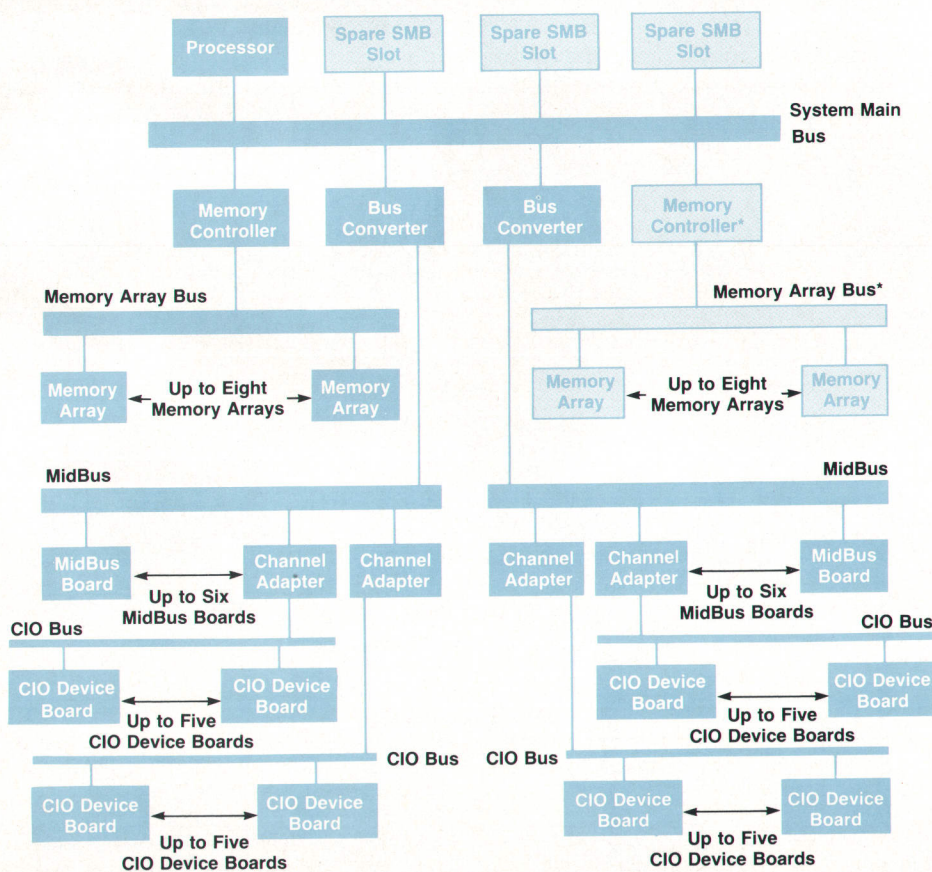 Processor
Spare SMB
Slot
Spare SMB
Slot
Spare SMB
Slot
System Main
Bus
Memory
Controller
Bus
Converter
Bus
Converter
Memory
Controller*
Memory Array Bus
Memory Array Bus*
Memory
Array
Up to Eight
Memory Arrays
Memory
Array
Memory
Array
Up to Eight
Memory Arrays
Memory
Array
MidBus
MidBus
MidBus
Board
Channel
Adapter
Channel
Adapter
Up to Six
MidBus Boards
Channel
Adapter
Channel
Adapter
MidBus
Board
Up to Six
MidBus Boards
CIO Bus
CIO Bus
CIO Device
Board
CIO Device
Board
Up to Five
CIO Device Boards
CIO Device
Board
CIO Device
Board
Up to Five
CIO Device Boards
CIO Bus
CIO Bus
CIO Device
Board
CIO Device
Board
Up to Five
CIO Device Boards
CIO Device
Board
CIO Device
Board
Up to Five
CIO Device Boards